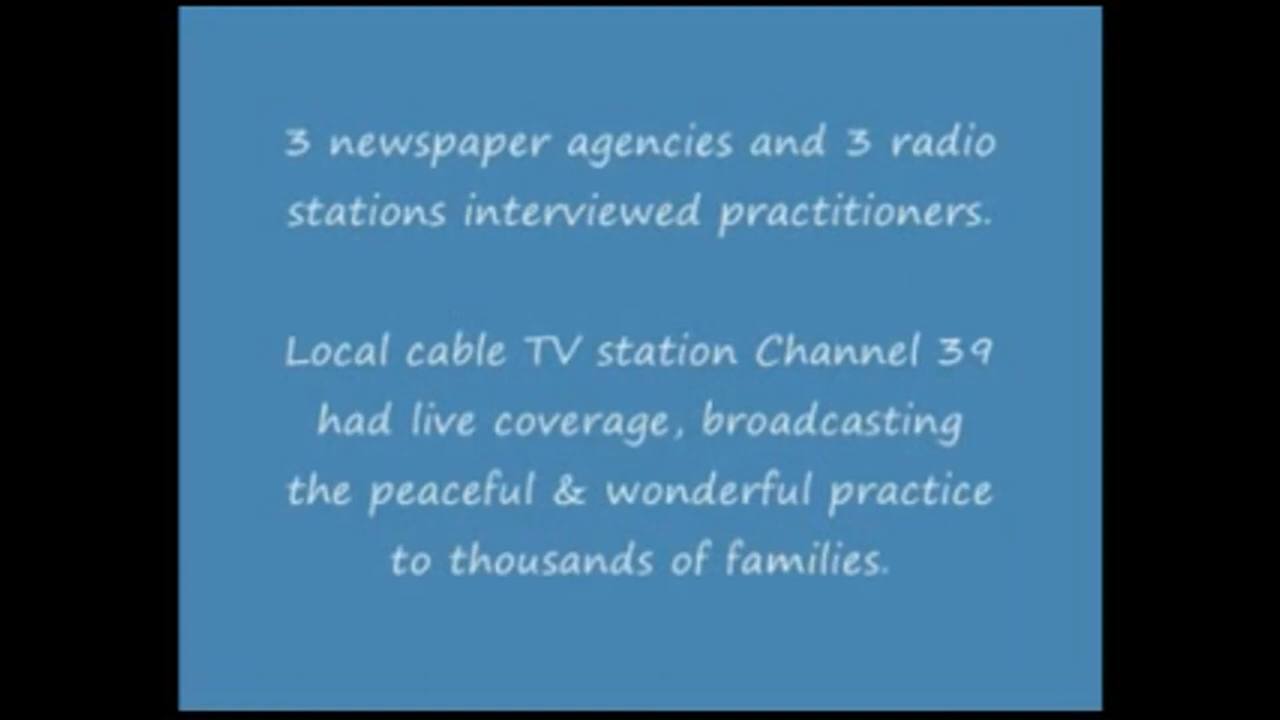 3 newspaper agencies and 3 radio
stations interviewed practitioners.
Local cable TV station Channel 39
had live coverage, broadcasting
the peaceful & wonderful practice
to thousands of families.